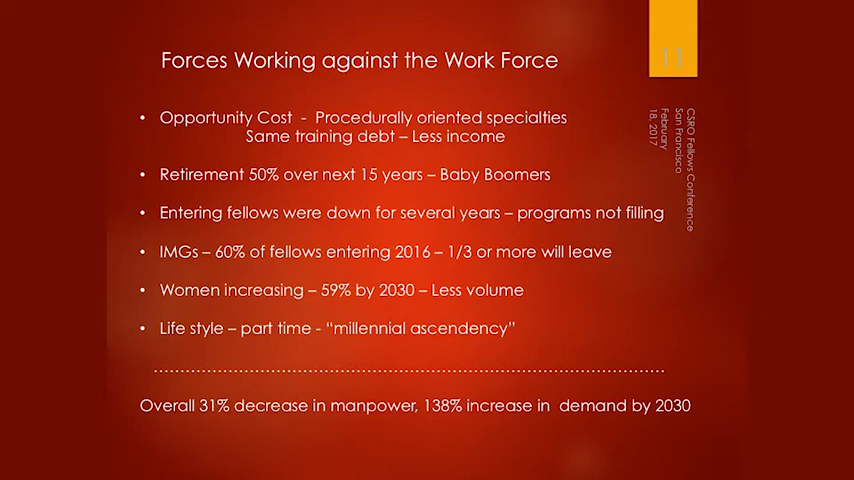 Forces Working against the Work Force
11
• Opportunity Cost - Procedurally oriented specialties
Same training debt – Less income
• Retirement 50% over next 15 years – Baby Boomers
• Entering fellows were down for several years – programs not filling
• IMGs – 60% of fellows entering 2016 – 1/3 or more will leave
• Women increasing – 59% by 2030 – Less volume
• Life style – part time - “millennial ascendency”
Overall 31% decrease in manpower, 138% increase in demand by 2030
CSRO Fellows Conference
San Francisco
February
18, 2017